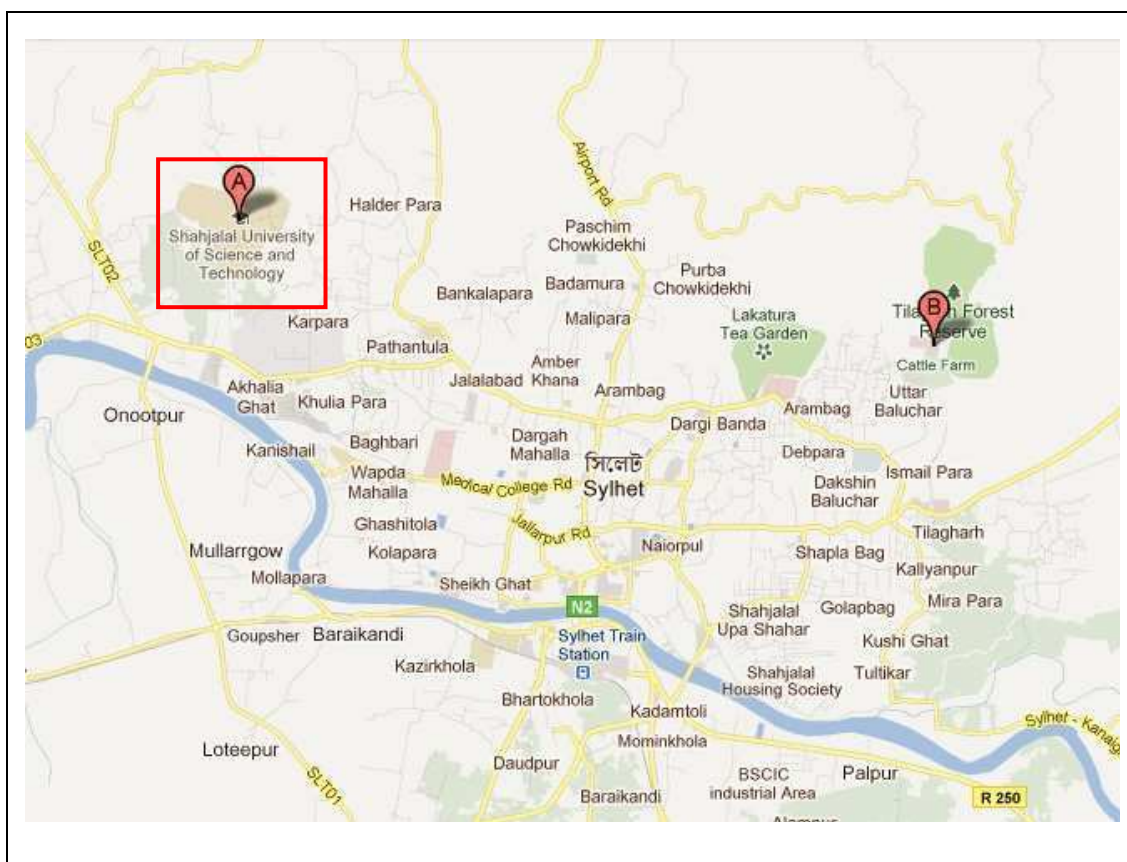 A
Shahjalal University
of Science and
Technology
SLT02
Halder Para
Airport Rd
Paschim
Chowkidekhi
Badamura
Purba
Chowkidekhi
Bankalapara
Malipara
Lakatura
Tea Garden
B
Forest
Reserve
Cattle Farm
Karpara
Pathantula
03
Akhalia
Ghat
Khulia Para
Jalalabad
Amber
Khana
Arambag
Arambag
Uttar
Baluchar
Onootpur
Kanishail
Baghbari
Dargah
Mahalla
Dargi Banda
Debpara
Wapda
Mahalla
Medical College Rd
সিলেট
Sylhet
Dakshin
Baluchar
Ismail Para
Ghashitola
Jallarpur Rd
Tilagharh
Mullarrgow
Kolapara
Naiorpul
Shapla Bag
Kallyanpur
Mollapara
Sheikh Ghat
N2
Mira Para
Goupsher
Baraikandi
Shahjalal
Upa Shahar
Golapbag
Kushi Ghat
Kazirkhola
Sylhet Train
Station
Shahjalal
Housing Society
Tultikar
Bhartokhola
Kadamtoli
Sylhet - Kanaig
Loteepur
Mominkhola
SLT01
Daudpur
BSCIC
industrial Area
Palpur
Baraikandi
R 250